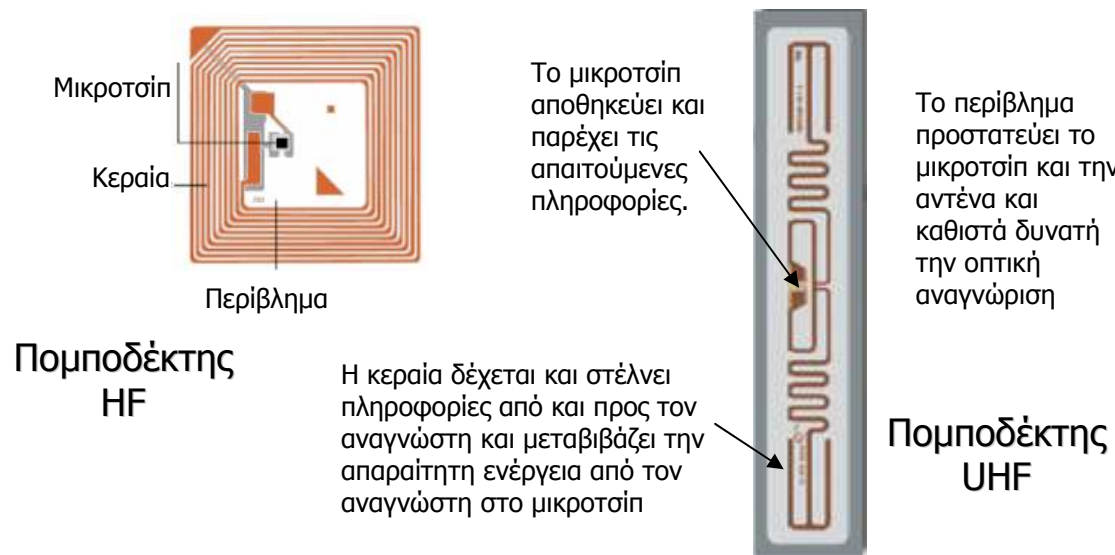 Μικροτσίπ
Κεραία
Περίβλημα
Πομποδέκτης
HF
Το μικροτσίπ
αποθηκεύει και
παρέχει τις
απαιτούμενες
πληροφορίες.
Η κεραία δέχεται και στέλνει
πληροφορίες από και προς τον
αναγνώστη και μεταβιβάζει την
απαραίτητη ενέργεια από τον
αναγνώστη στο μικροτσίπ
Το περίβλημα
προστατεύει το
μικροτσίπ και την
αντένα και
καθιστά δυνατή
την οπτική
αναγνώριση
Πομποδέκτης
UHF